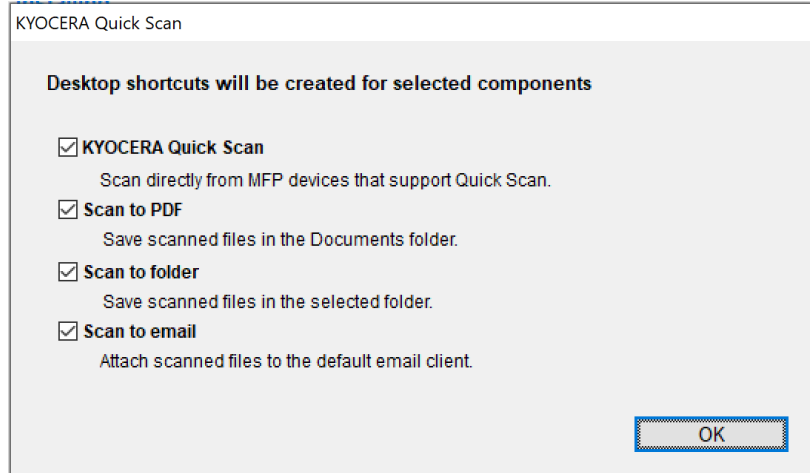 KYOCERA Quick Scan
Desktop shortcuts will be created for selected components
KYOCERA Quick Scan
Scan directly from MFP devices that support Quick Scan.
Scan to PDF
Save scanned files in the Documents folder.
Scan to folder
Save scanned files in the selected folder.
Scan to email
Attach scanned files to the default email client.
OK